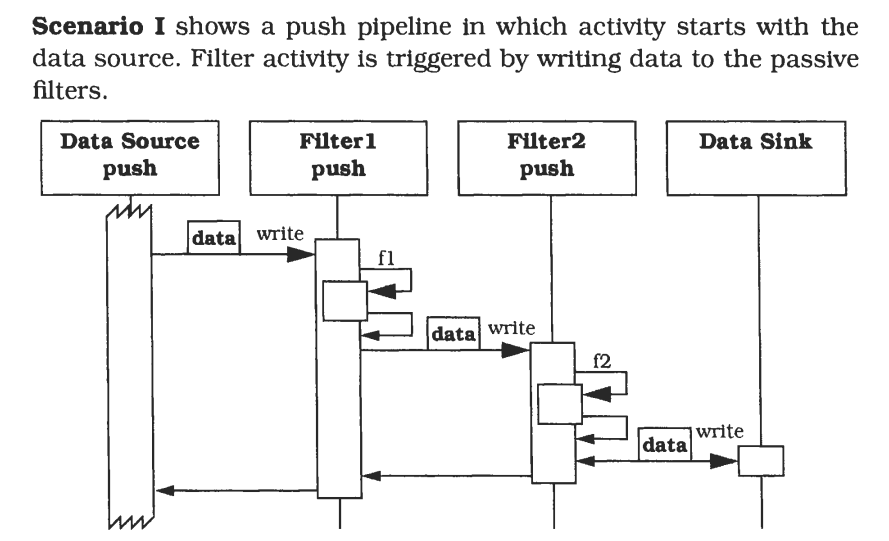 Scenario I shows a push pipeline in which activity starts with the
data source. Filter activity is triggered by writing data to the passive
filters.
Data Source
push
Filter1
push
Filter2
push
Data Sink
data
write
f1
data
write
f2
data
write